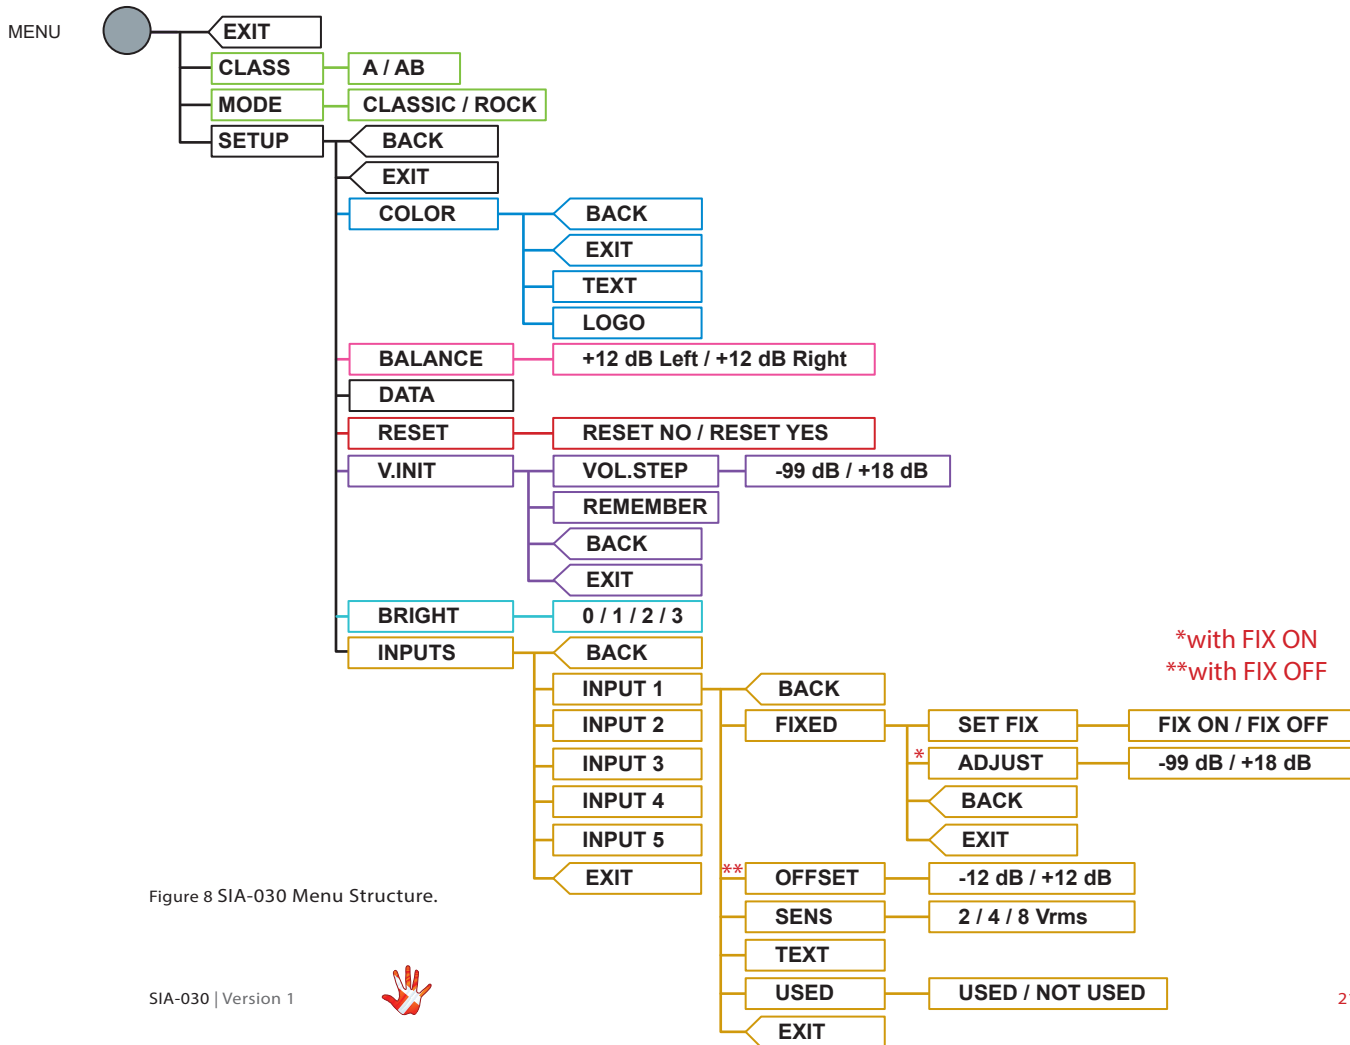 MENU
EXIT
CLASS A / AB
MODE CLASSIC / ROCK
SETUP BACK
EXIT
COLOR BACK
EXIT
TEXT
LOGO
BALANCE +12 dB Left / +12 dB Right
DATA
RESET RESET NO / RESET YES
V.INIT VOL.STEP -99 dB / +18 dB
REMEMBER
BACK
EXIT
BRIGHT 0 / 1 / 2 / 3
INPUTS BACK
*with FIX ON
**with FIX OFF
INPUT 1 BACK
INPUT 2 FIXED SET FIX FIX ON / FIX OFF
INPUT 3 * ADJUST -99 dB / +18 dB
INPUT 4 BACK
INPUT 5 EXIT
EXIT ** OFFSET -12 dB / +12 dB
SENS 2 / 4 / 8 Vrms
TEXT
USED USED / NOT USED
EXIT
Figure 8 SIA-030 Menu Structure.
SIA-030 | Version 1